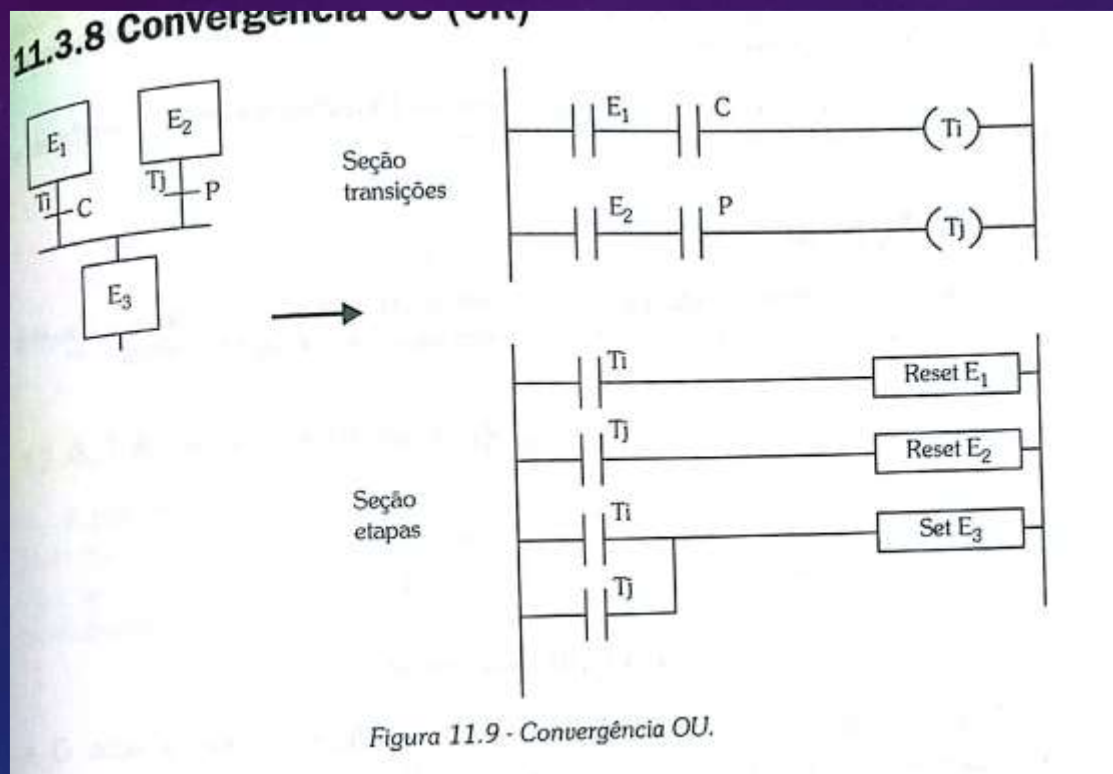 11.3.8 Convergência OU (OR)
E1
E2
Ti
C
Tj
P
E3
Seção
transições
E1 C Ti
E2 P Tj
Seção
etapas
Ti Reset E1
Tj Reset E2
Ti Set E3
Tj
Figura 11.9 - Convergência OU.